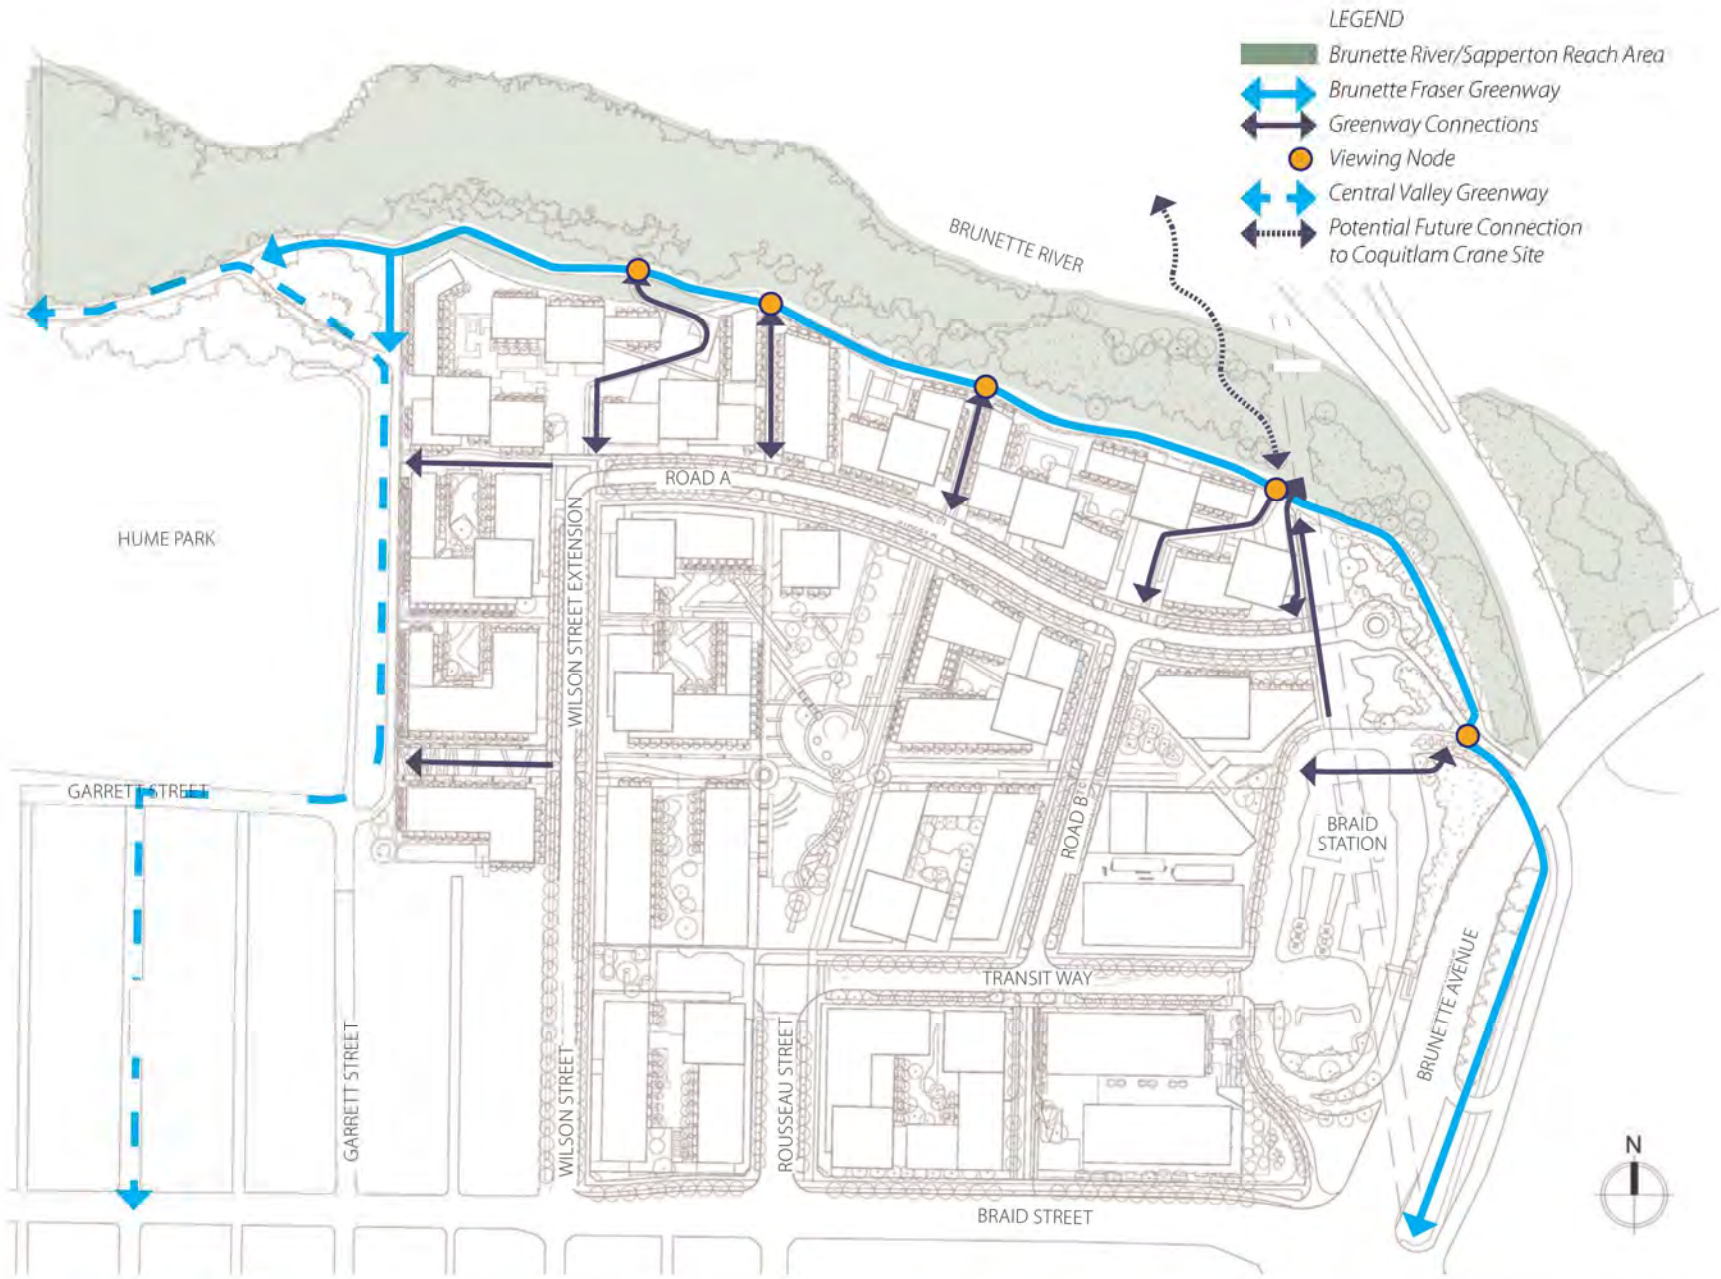 LEGEND
Brunette River/Sapperton Reach Area
Brunette Fraser Greenway
Greenway Connections
Viewing Node
Central Valley Greenway
Potential Future Connection
to Coquitlam Crane Site
BRUNETTE RIVER
ROAD A
HUME PARK
WILSON STREET EXTENSION
GARRETT STREET
ROAD B
BRAID
STATION
TRANSIT WAY
BRUNETTE AVENUE
GARRETT STREET
WILSON STREET
ROUSSEAU STREET
BRAID STREET
N